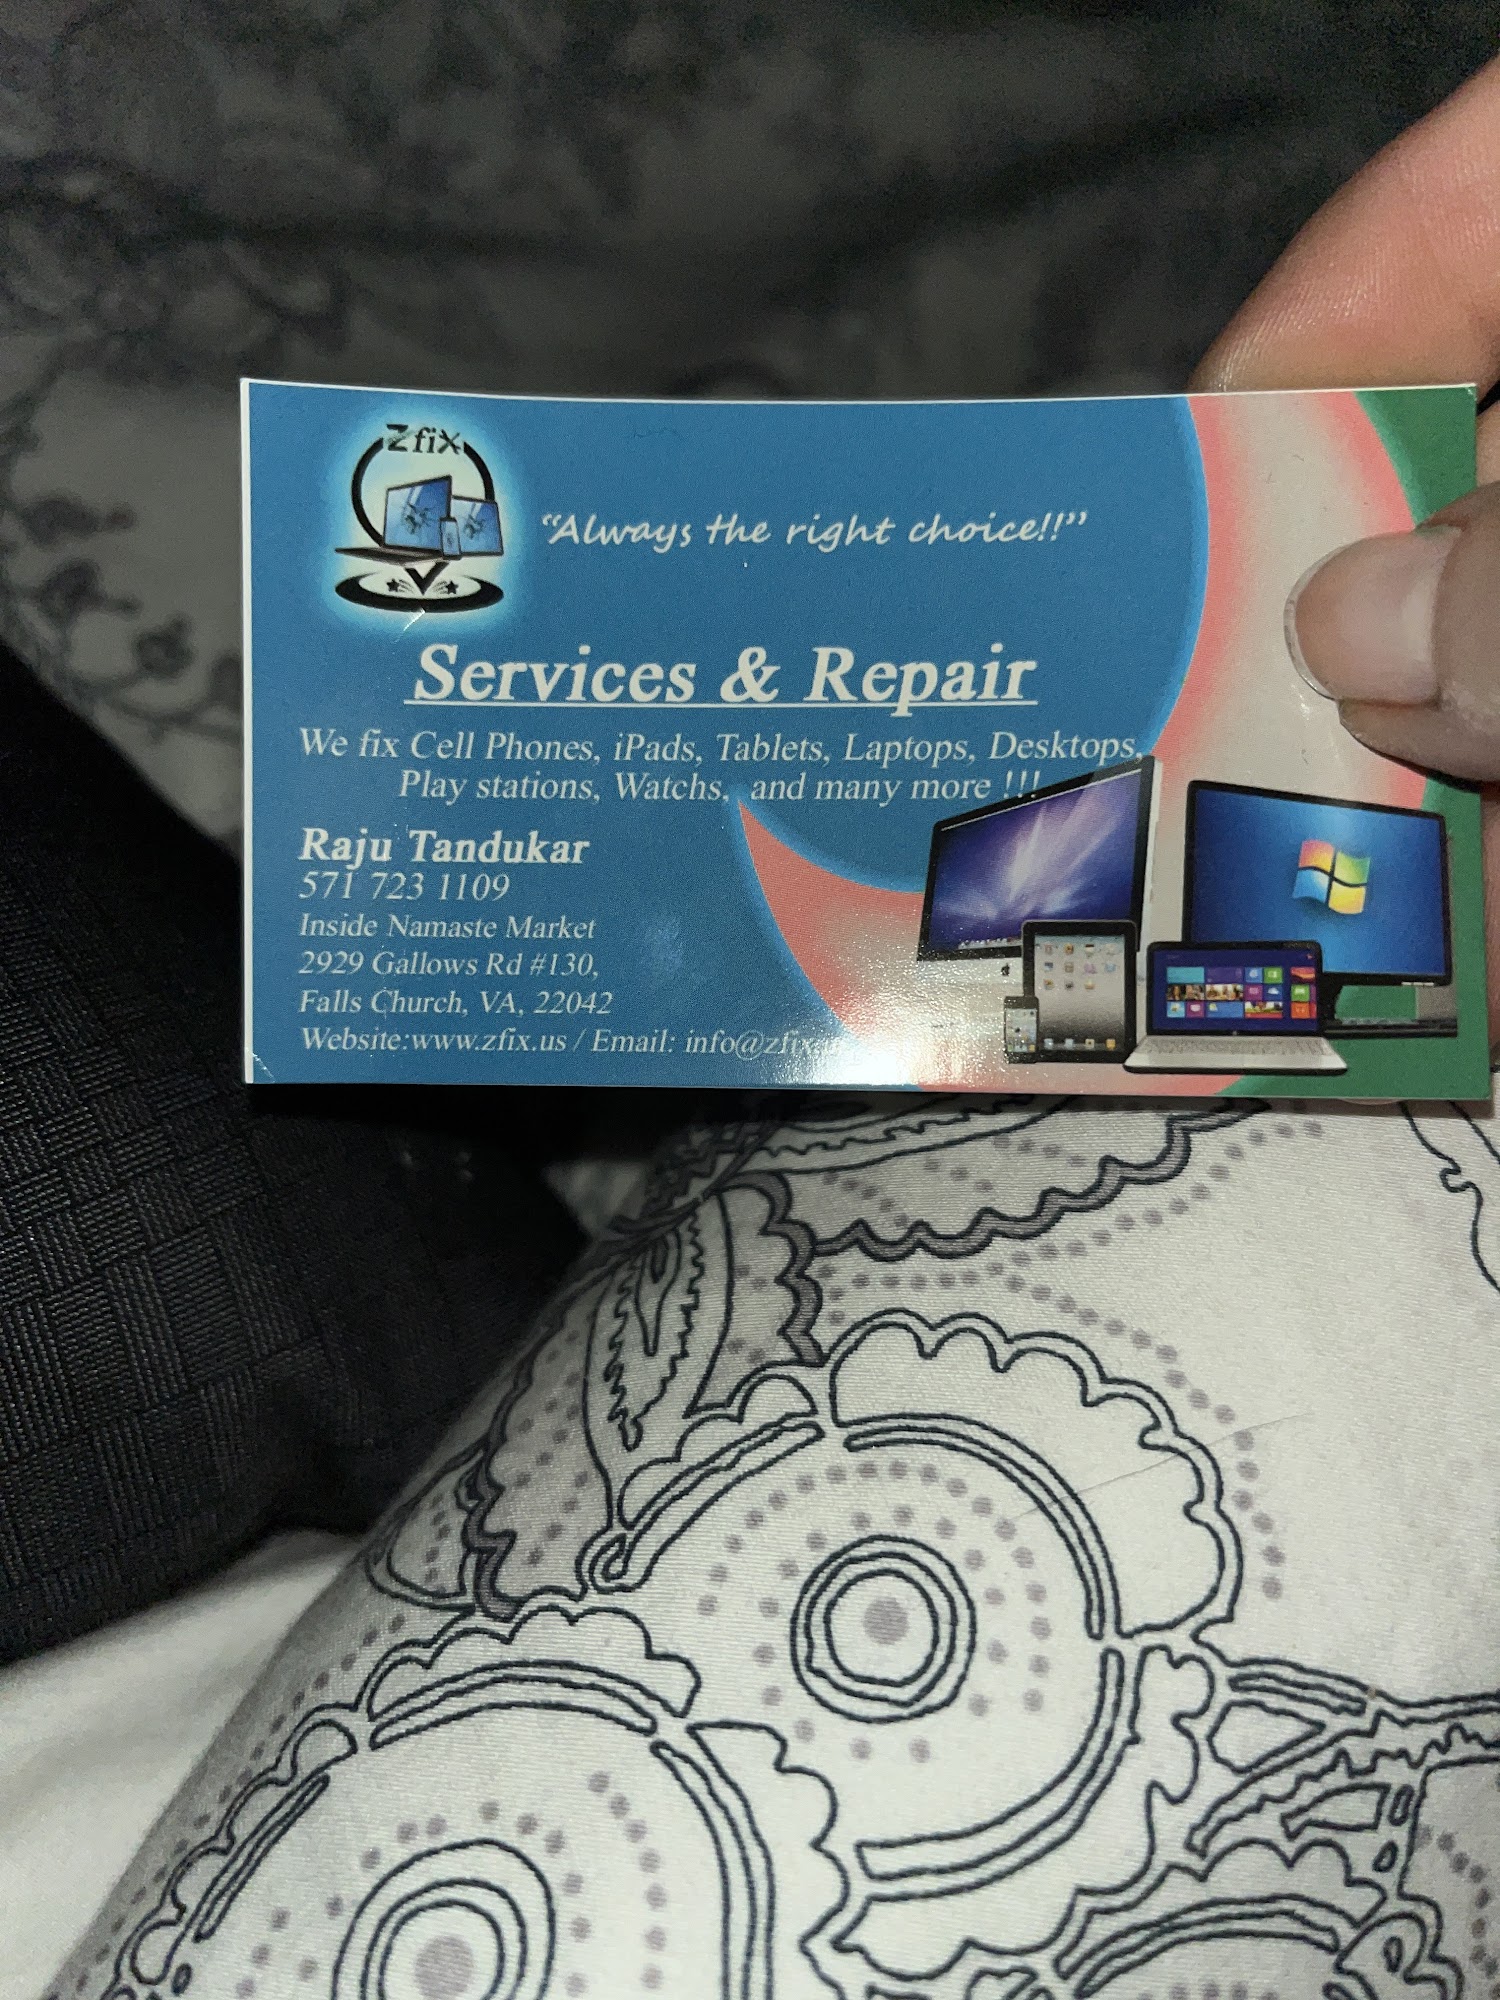 ZfiX
“Always the right choice!!”
Services & Repair
We fix Cell Phones, iPads, Tablets, Laptops, Desktops,
Play stations, Watchs, and many more !!!
Raju Tandukar
571 723 1109
Inside Namaste Market
2929 Gallows Rd #130,
Falls Church, VA, 22042
Website:www.zfix.us / Email: info@zfix